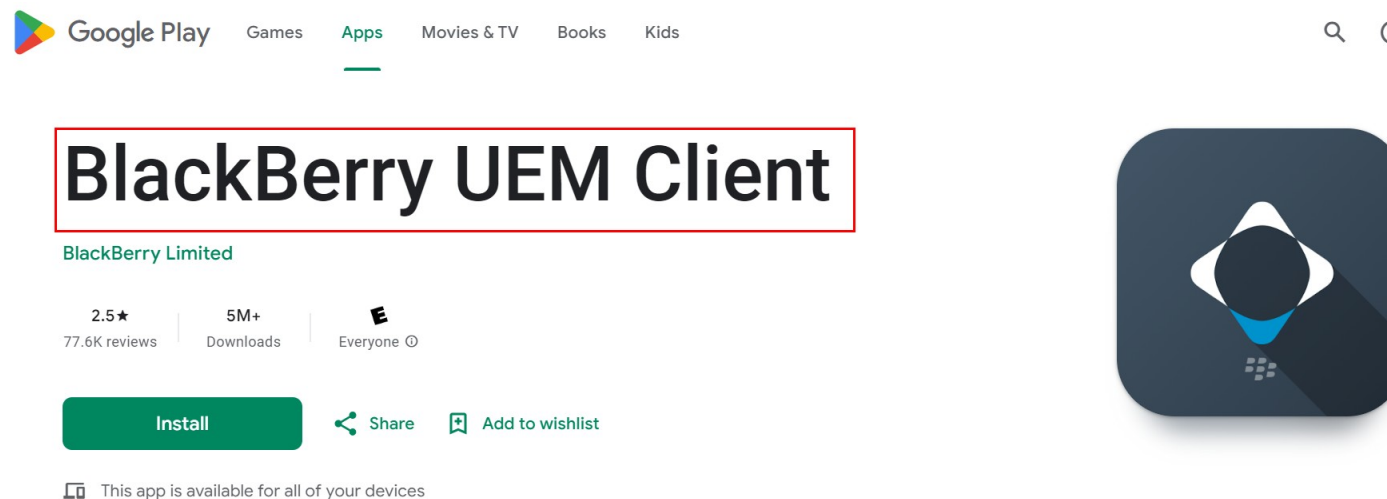 Google Play Games Apps Movies & TV Books Kids
BlackBerry UEM Client
BlackBerry Limited
2.5★ 5M+ E
77.6K reviews Downloads Everyone
Install Share Add to wishlist
This app is available for all of your devices